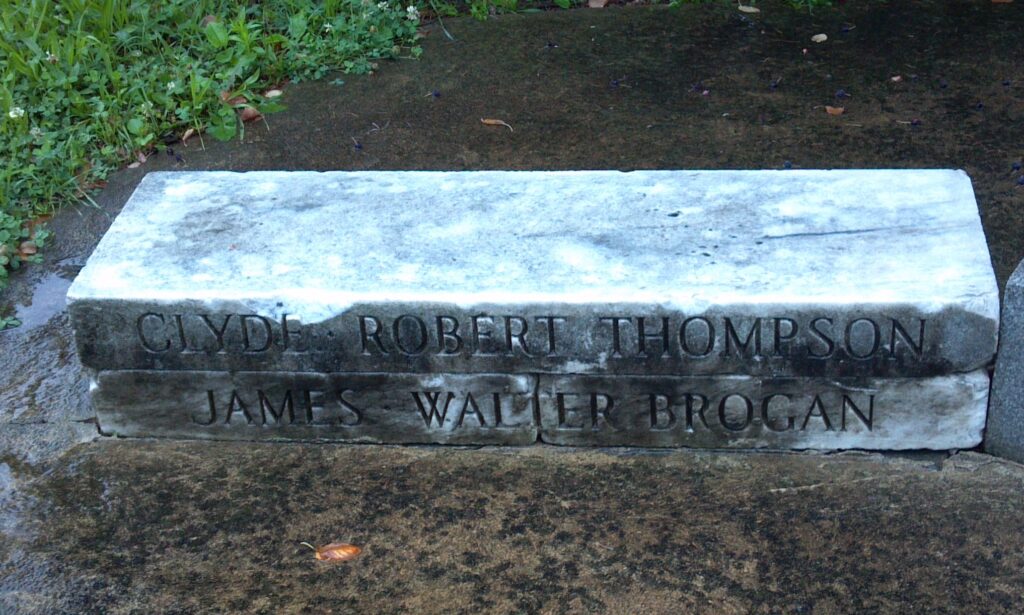 CLYDE · ROBERT THOMPSON
JAMES · WALTER BROGAN